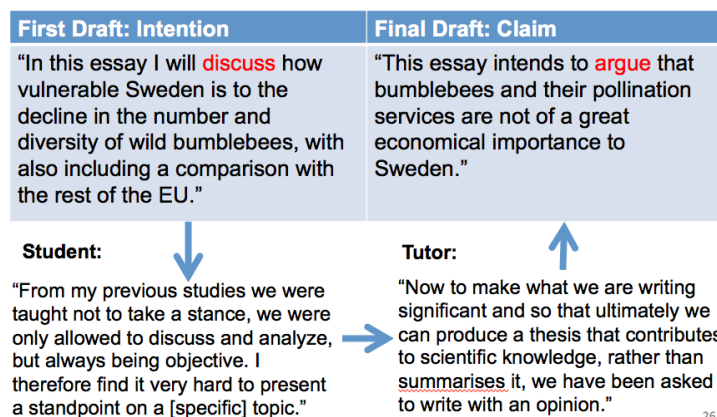 First Draft: Intention
Final Draft: Claim
“In this essay I will discuss how
vulnerable Sweden is to the
decline in the number and
diversity of wild bumblebees, with
also including a comparison with
the rest of the EU.”
“This essay intends to argue that
bumblebees and their pollination
services are not of a great
economical importance to
Sweden.”
Student:
“From my previous studies we were
taught not to take a stance, we were
only allowed to discuss and analyze,
but always being objective. I
therefore find it very hard to present
a standpoint on a [specific] topic.”
Tutor:
“Now to make what we are writing
significant and so that ultimately we
can produce a thesis that contributes
to scientific knowledge, rather than
summarises it, we have been asked
to write with an opinion.”
26